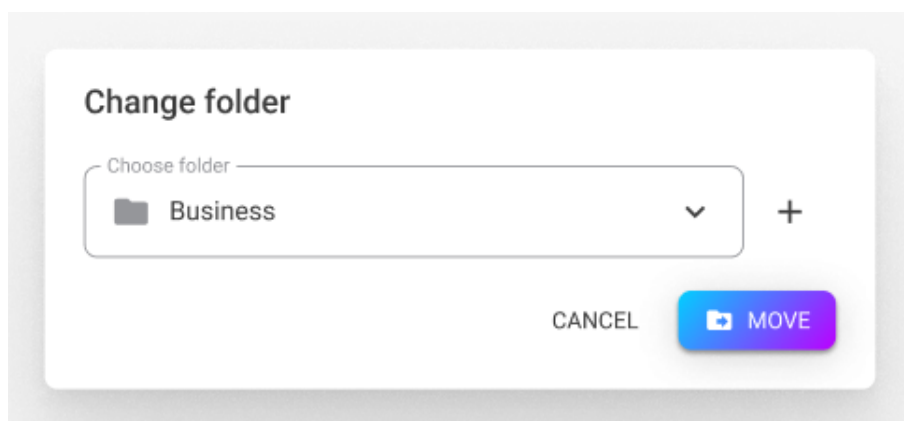 Change folder
Choose folder
Business
CANCEL
MOVE